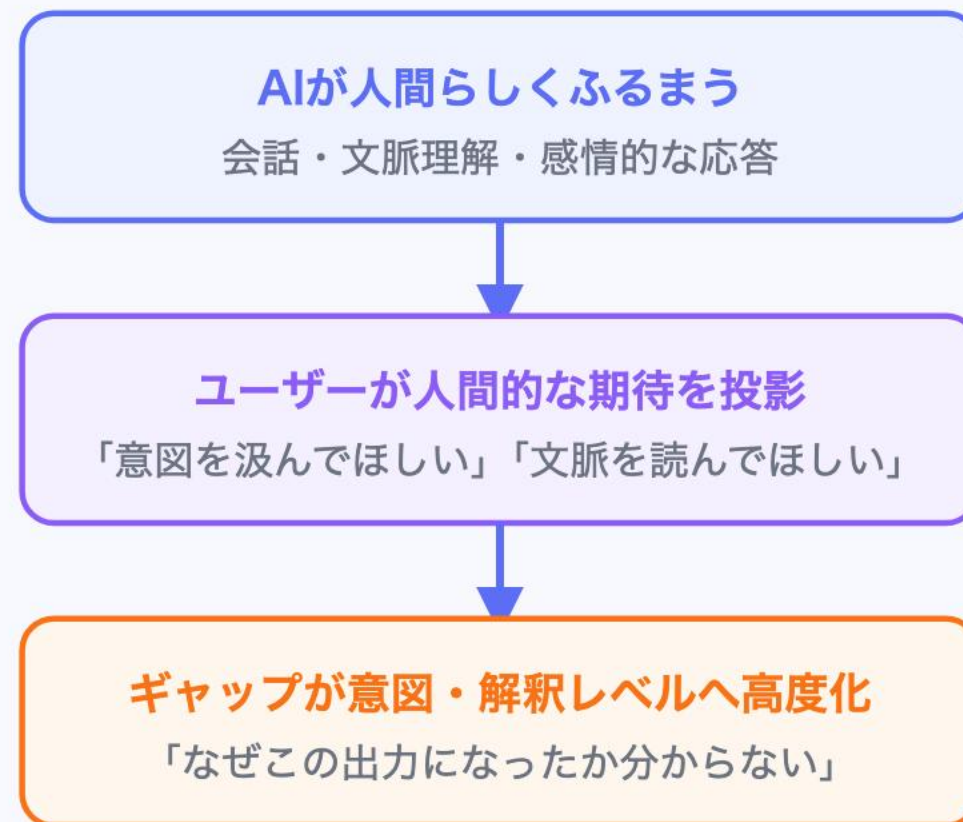 AIが人間らしくふるまう
会話・文脈理解・感情的な応答
ユーザーが人間的な期待を投影
「意図を汲んでほしい」「文脈を読んでほしい」
ギャップが意図・解釈レベルへ高度化
「なぜこの出力になったか分からない」